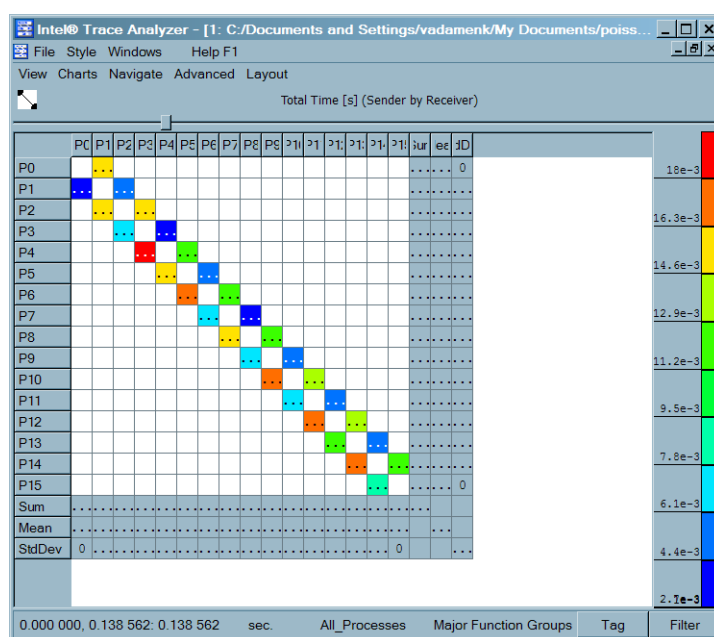 Intel® Trace Analyzer - [1: C:/Documents and Settings/vadamenk/My Documents/poiss...
File Style Windows Help F1
View Charts Navigate Advanced Layout
Total Time [s] (Sender by Receiver)
P1 P2 P4
P0 ... ... ... 0
P1 ... ...
P2 ... ...
P3 ... ...
P4 ... ...
P5 ... ...
P6 ... ...
P7 ... ...
P8 ... ...
P9 ... ...
P10 ... ...
P11 ... ...
P12 ... ...
P13 ... ...
P14 ... ...
P15 ... ... 0
Sum
Mean
StdDev 0 0
18e-3
16.3e-3
14.6e-3
12.9e-3
11.2e-3
9.5e-3
7.8e-3
6.1e-3
4.4e-3
0.000 000, 0.138 562: 0.138 562 sec. All_Processes Major Function Groups Tag Filter